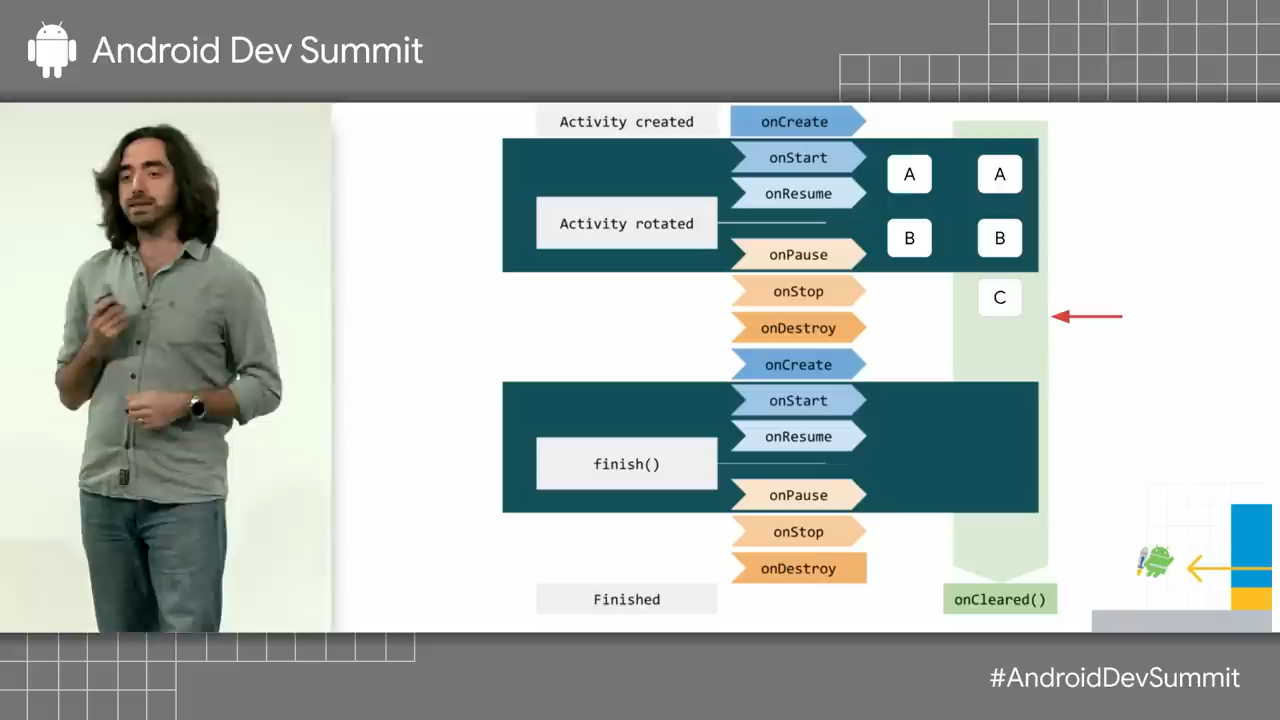 Android Dev Summit
Activity created
onCreate
onStart
A
A
onResume
Activity rotated
B
B
onPause
onStop
C
onDestroy
onCreate
onStart
onResume
finish()
onPause
onStop
onDestroy
Finished
onCleared()
#AndroidDevSummit